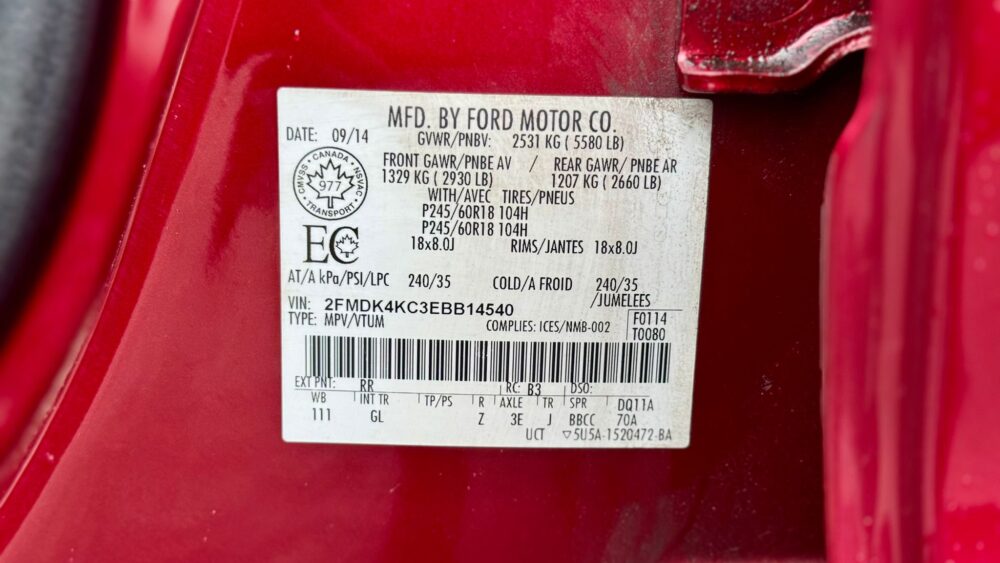 MFD. BY FORD MOTOR CO.
DATE: 09/14
GVWR/PNBV: 2531 KG ( 5580 LB)
FRONT GAWR/PNBE AV / REAR GAWR/ PNBE AR
1329 KG ( 2930 LB) 1207 KG ( 2660 LB)
WITH/AVEC TIRES/PNEUS
P245/60R18 104H
P245/60R18 104H
18x8.0J RIMS/JANTES 18x8.0J
CMVSS · CANADA · NSVAC
977
· TRANSPORT ·
EC
AT/A kPa/PSI/LPC 240/35 COLD/A FROID 240/35
/JUMELEES
VIN: 2FMDK4KC3EBB14540
TYPE: MPV/VTUM COMPLIES: ICES/NMB-002
F0114
T0080
EXT PNT: RR RC: B3 DSO:
WB INT TR TP/PS R AXLE TR SPR DQ11A
111 GL Z 3E J BBCC 70A
UCT ▽5U5A-1520472-BA